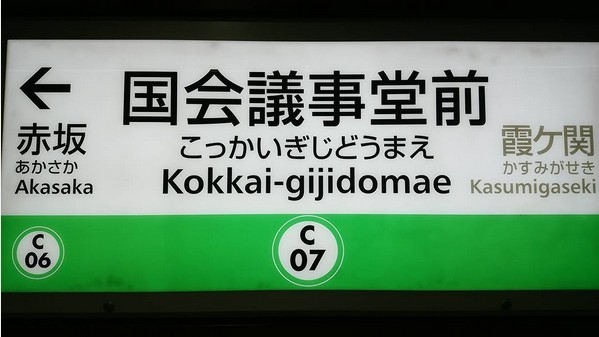 ←
国会議事堂前
こっかいぎじどうまえ
Kokkai-gijidomae
赤坂
あかさか
Akasaka
霞ケ関
かすみがせき
Kasumigaseki
C
06
C
07